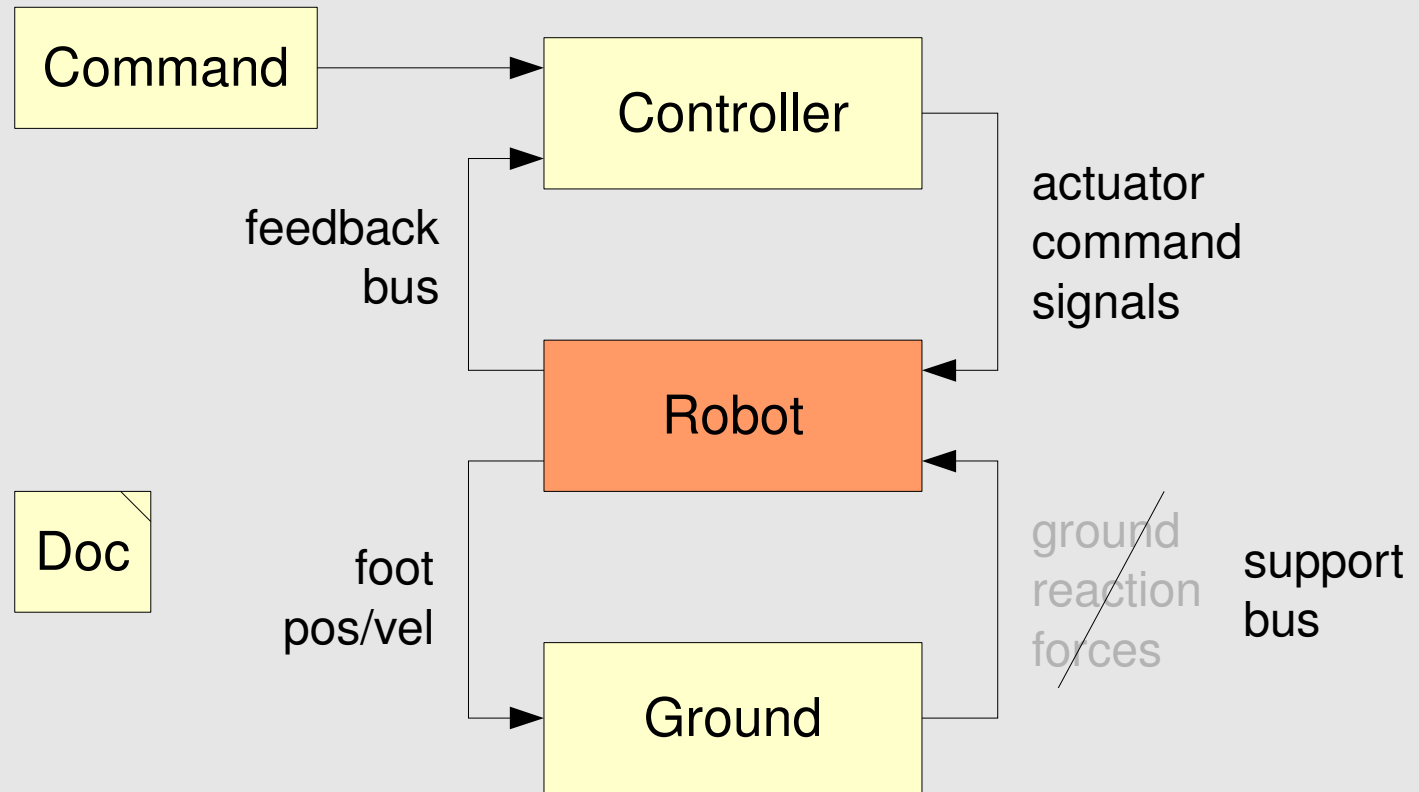 Command
Controller
actuator
command
signals
feedback
bus
Robot
Doc
foot
pos/vel
ground
reaction
forces
support
bus
Ground